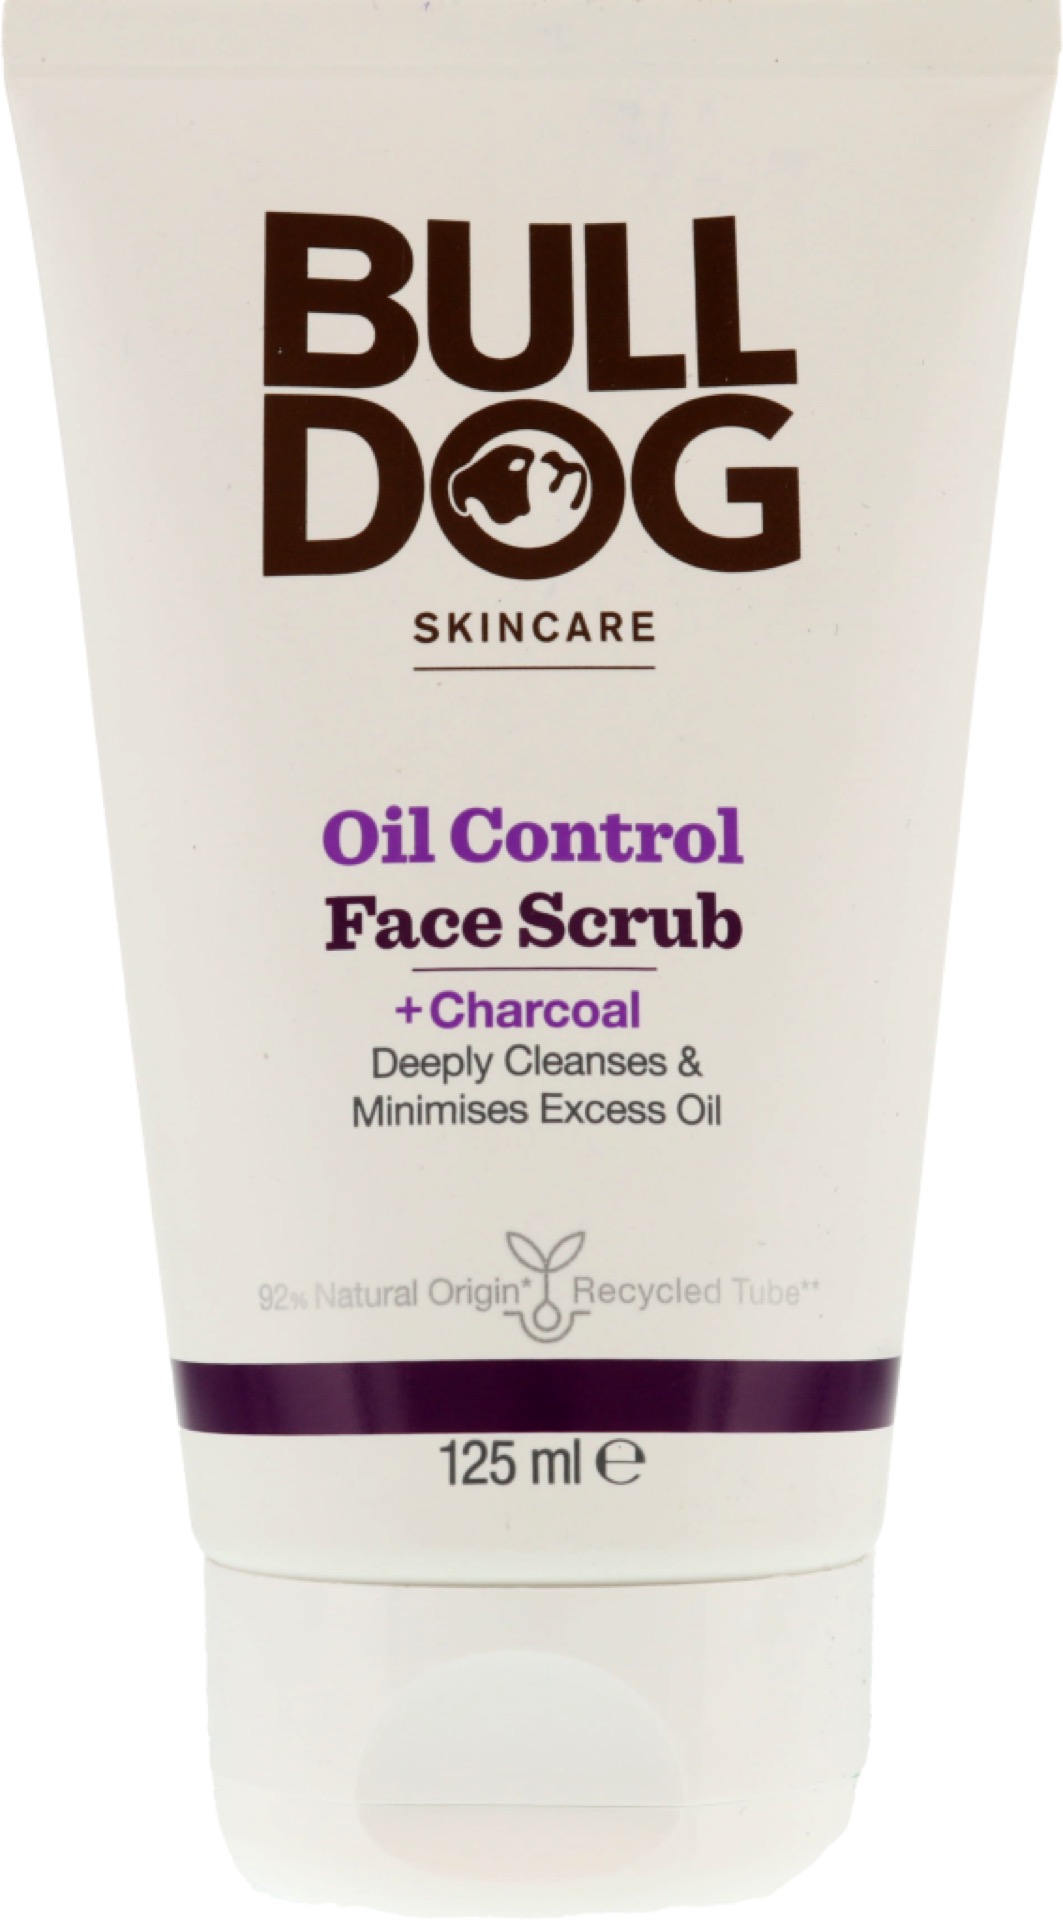 BULL
DOG
SKINCARE
Oil Control
Face Scrub
+Charcoal
Deeply Cleanses &
Minimises Excess Oil
92% Natural Origin* Recycled Tube**
125 ml ℮